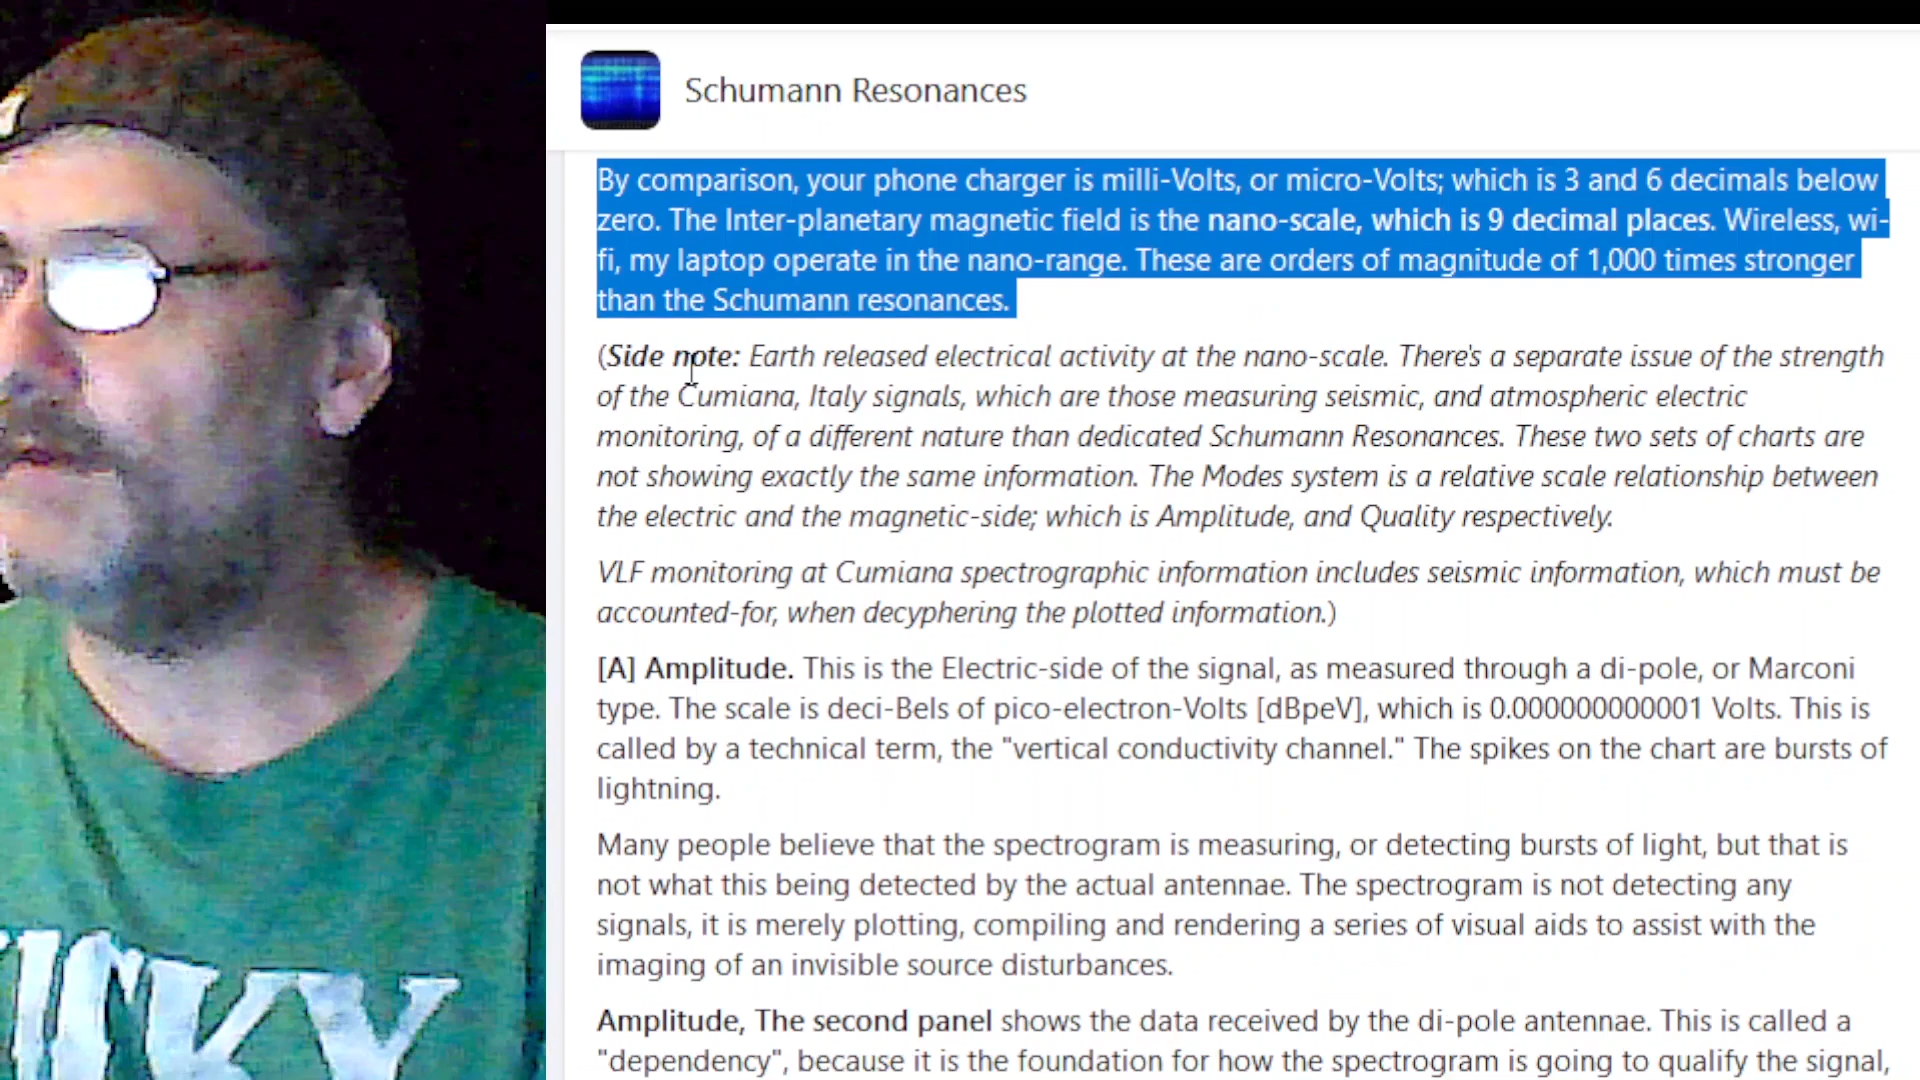 Schumann Resonances
By comparison, your phone charger is milli-Volts, or micro-Volts; which is 3 and 6 decimals below
zero. The Inter-planetary magnetic field is the nano-scale, which is 9 decimal places. Wireless, wi-
fi, my laptop operate in the nano-range. These are orders of magnitude of 1,000 times stronger
than the Schumann resonances.
(Side note: Earth released electrical activity at the nano-scale. There's a separate issue of the strength
of the Cumiana, Italy signals, which are those measuring seismic, and atmospheric electric
monitoring, of a different nature than dedicated Schumann Resonances. These two sets of charts are
not showing exactly the same information. The Modes system is a relative scale relationship between
the electric and the magnetic-side; which is Amplitude, and Quality respectively.
VLF monitoring at Cumiana spectrographic information includes seismic information, which must be
accounted-for, when decyphering the plotted information.)
[A] Amplitude. This is the Electric-side of the signal, as measured through a di-pole, or Marconi
type. The scale is deci-Bels of pico-electron-Volts [dBpeV], which is 0.000000000001 Volts. This is
called by a technical term, the "vertical conductivity channel." The spikes on the chart are bursts of
lightning.
Many people believe that the spectrogram is measuring, or detecting bursts of light, but that is
not what this being detected by the actual antennae. The spectrogram is not detecting any
signals, it is merely plotting, compiling and rendering a series of visual aids to assist with the
imaging of an invisible source disturbances.
Amplitude, The second panel shows the data received by the di-pole antennae. This is called a
"dependency", because it is the foundation for how the spectrogram is going to qualify the signal,